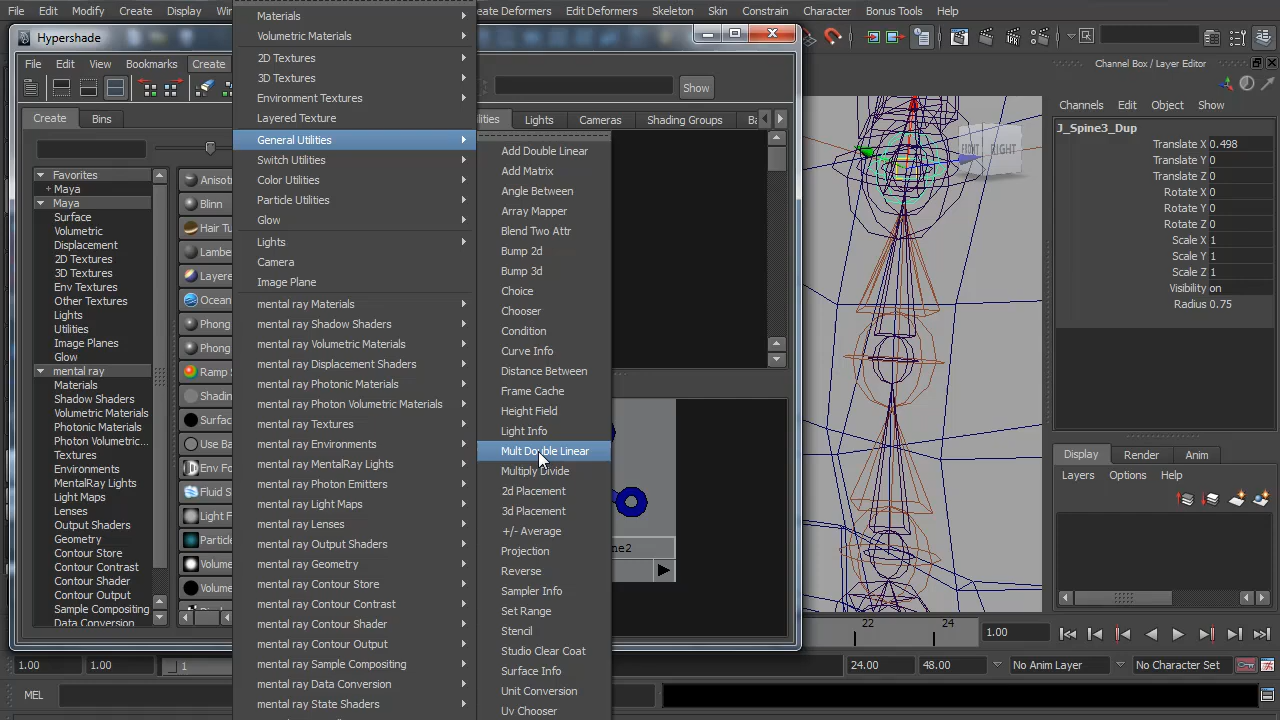 File Edit Modify Create Display
eate Deformers Edit Deformers Skeleton Skin Constrain Character Bonus Tools Help
Hypershade
File Edit View Bookmarks Create
Show
Create Bins
ilities Lights Cameras Shading Groups
Favorites
+ Maya
Maya
Surface
Volumetric
Displacement
2D Textures
3D Textures
Env Textures
Other Textures
Lights
Utilities
Image Planes
Glow
mental ray
Materials
Shadow Shaders
Volumetric Materials
Photonic Materials
Photon Volumetric...
Textures
Environments
MentalRay Lights
Light Maps
Lenses
Output Shaders
Geometry
Contour Store
Contour Contrast
Contour Shader
Contour Output
Sample Compositing
Data Conversion
Anisot
Blinn
Hair Tu
Lambe
Layere
Ocean
Phong
Phong
Ramp S
Shadin
Surfac
Use Ba
Env Fo
Fluid S
Light F
Particle
Volume
Volume
Materials
Volumetric Materials
2D Textures
3D Textures
Environment Textures
Layered Texture
General Utilities
Switch Utilities
Color Utilities
Particle Utilities
Glow
Lights
Camera
Image Plane
mental ray Materials
mental ray Shadow Shaders
mental ray Volumetric Materials
mental ray Displacement Shaders
mental ray Photonic Materials
mental ray Photon Volumetric Materials
mental ray Textures
mental ray Environments
mental ray MentalRay Lights
mental ray Photon Emitters
mental ray Light Maps
mental ray Lenses
mental ray Output Shaders
mental ray Geometry
mental ray Contour Store
mental ray Contour Contrast
mental ray Contour Shader
mental ray Contour Output
mental ray Sample Compositing
mental ray Data Conversion
mental ray State Shaders
Add Double Linear
Add Matrix
Angle Between
Array Mapper
Blend Two Attr
Bump 2d
Bump 3d
Choice
Chooser
Condition
Curve Info
Distance Between
Frame Cache
Height Field
Light Info
Mult Double Linear
Multiply Divide
2d Placement
3d Placement
+/- Average
Projection
Reverse
Sampler Info
Set Range
Stencil
Studio Clear Coat
Surface Info
Unit Conversion
Uv Chooser
ne2
FRONT RIGHT
Channel Box / Layer Editor
Channels Edit Object Show
J_Spine3_Dup
Translate X 0.498
Translate Y 0
Translate Z 0
Rotate X 0
Rotate Y 0
Rotate Z 0
Scale X 1
Scale Y 1
Scale Z 1
Visibility on
Radius 0.75
Display Render Anim
Layers Options Help
22 24 1.00
1.00 1.00 1 24.00 48.00 No Anim Layer No Character Set
MEL